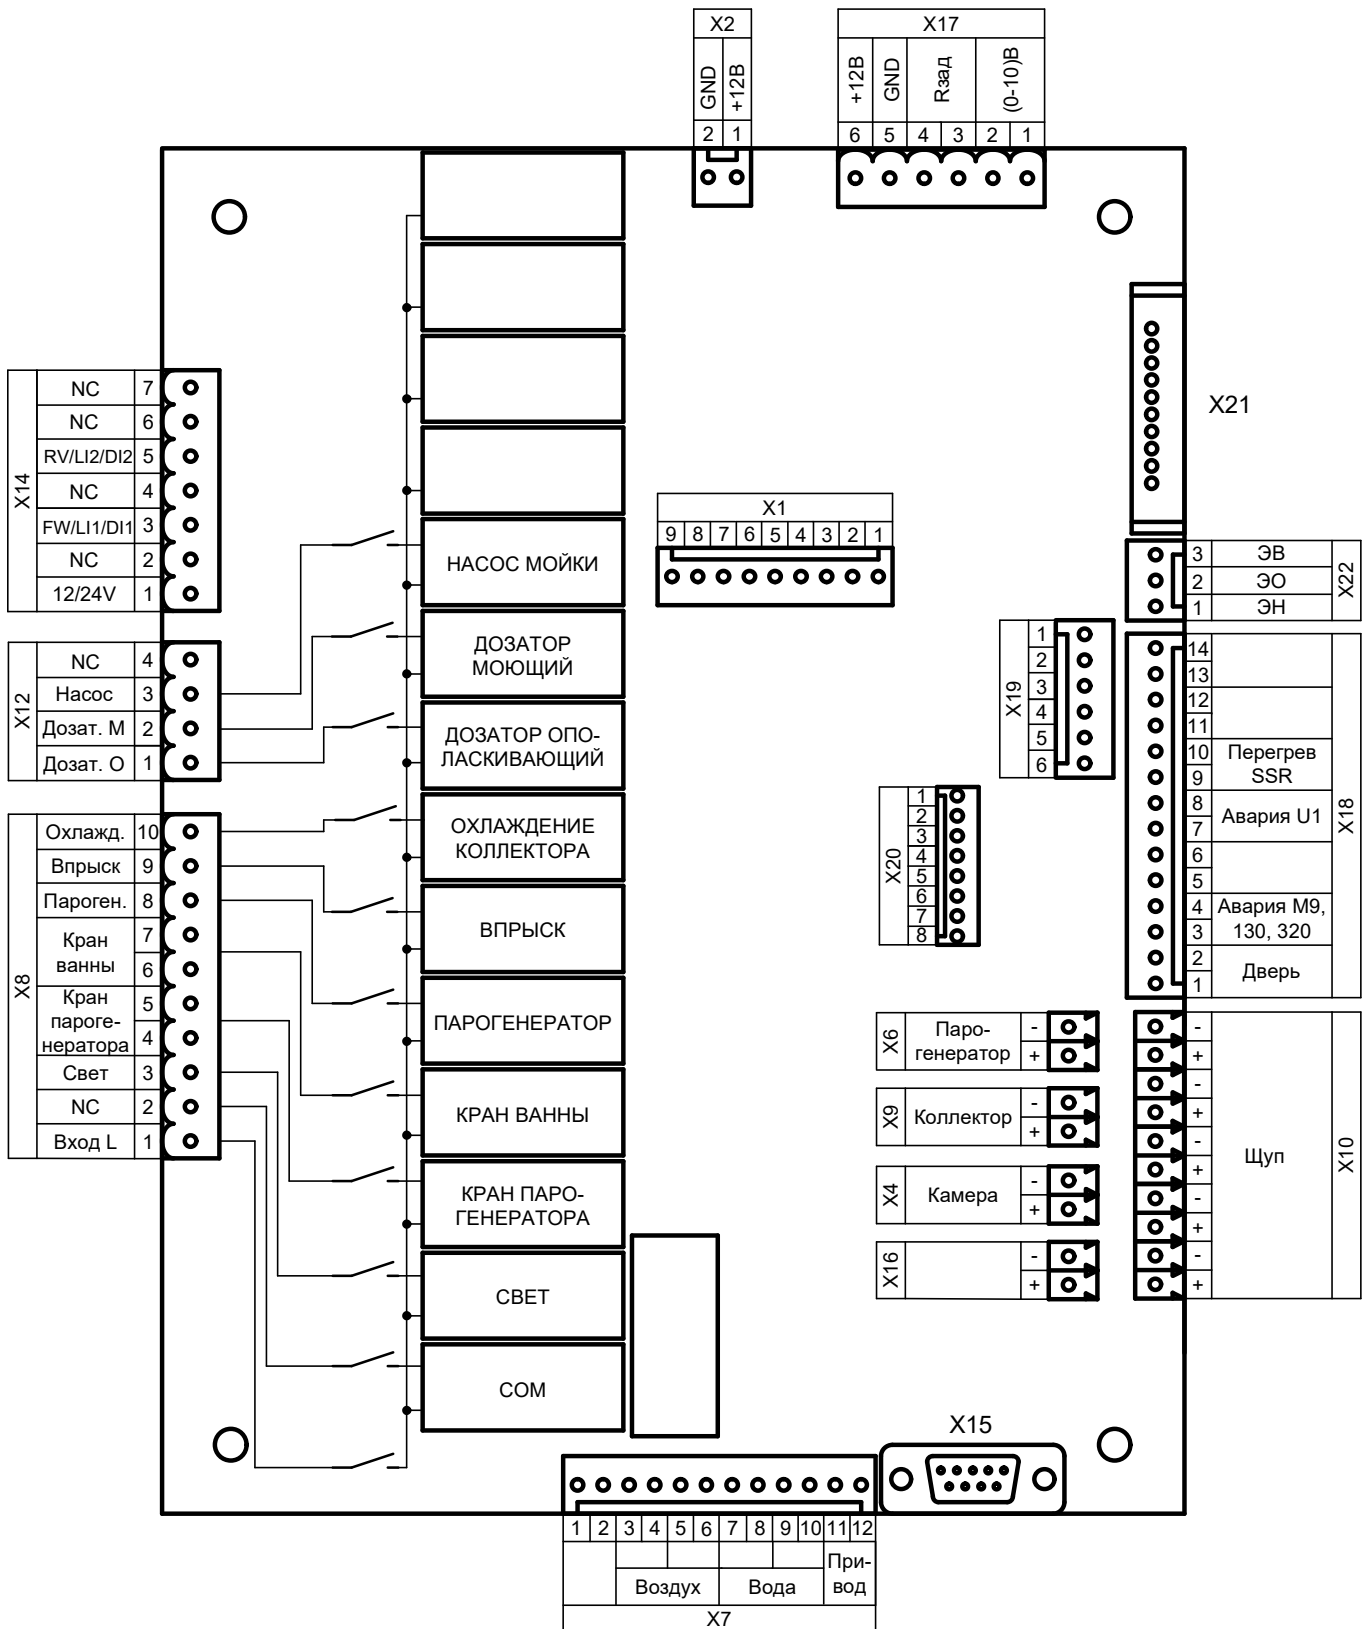 X2
GND
+12В
2 1
X17
+12В
GND
Rзад
(0-10)В
6 5 4 3 2 1
X14
NC 7
NC 6
RV/LI2/DI2 5
NC 4
FW/LI1/DI1 3
NC 2
12/24V 1
X12
NC 4
Насос 3
Дозат. М 2
Дозат. О 1
X8
Охлажд. 10
Впрыск 9
Пароген. 8
Кран 7
ванны 6
Кран 5
пароге-
нератора 4
Свет 3
NC 2
Вход L 1
НАСОС МОЙКИ
ДОЗАТОР
МОЮЩИЙ
ДОЗАТОР ОПО-
ЛАСКИВАЮЩИЙ
ОХЛАЖДЕНИЕ
КОЛЛЕКТОРА
ВПРЫСК
ПАРОГЕНЕРАТОР
КРАН ВАННЫ
КРАН ПАРО-
ГЕНЕРАТОРА
СВЕТ
COM
X1
9 8 7 6 5 4 3 2 1
X21
3 ЭВ
2 ЭО
1 ЭН
X22
X19
1
2
3
4
5
6
X20
1
2
3
4
5
6
7
8
14
13
12
11
10 Перегрев
9 SSR
8
7
Авария U1
6
5
4 Авария М9,
3 130, 320
2
1
Дверь
X18
X6
Паро- -
генератор +
X9
Коллектор
-
+
X4
Камера
-
+
X16
-
+
-
+
-
+
-
+
-
+
-
+
Щуп
X10
X15
1 2 3 4 5 6 7 8 9 10 11 12
Воздух
Вода
При-
вод
X7